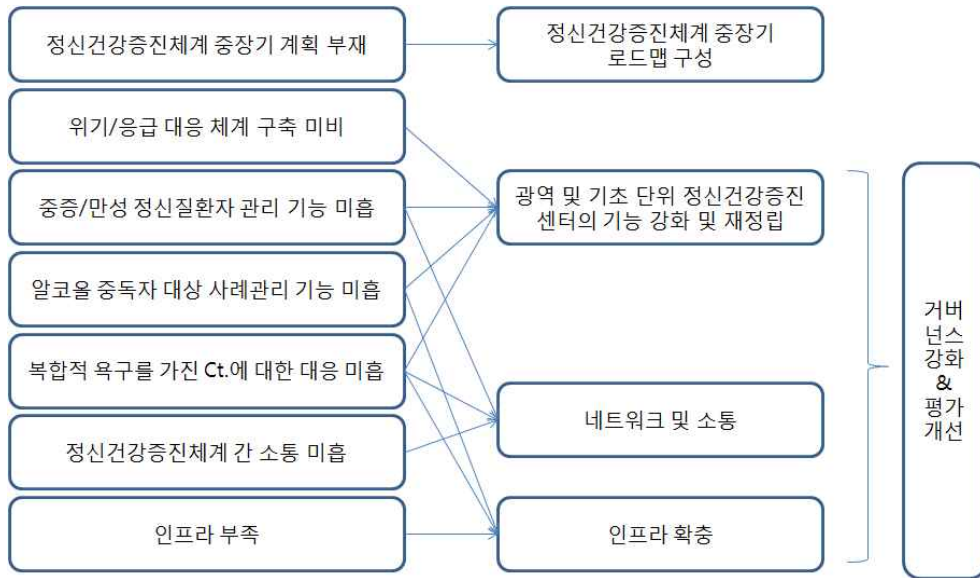 정신건강증진체계 중장기 계획 부재
위기/응급 대응 체계 구축 미비
중증/만성 정신질환자 관리 기능 미흡
알코올 중독자 대상 사례관리 기능 미흡
복합적 욕구를 가진 Ct.에 대한 대응 미흡
정신건강증진체계 간 소통 미흡
인프라 부족
정신건강증진체계 중장기
로드맵 구성
광역 및 기초 단위 정신건강증진
센터의 기능 강화 및 재정립
네트워크 및 소통
인프라 확충
거버
넌스
강화
&
평가
개선